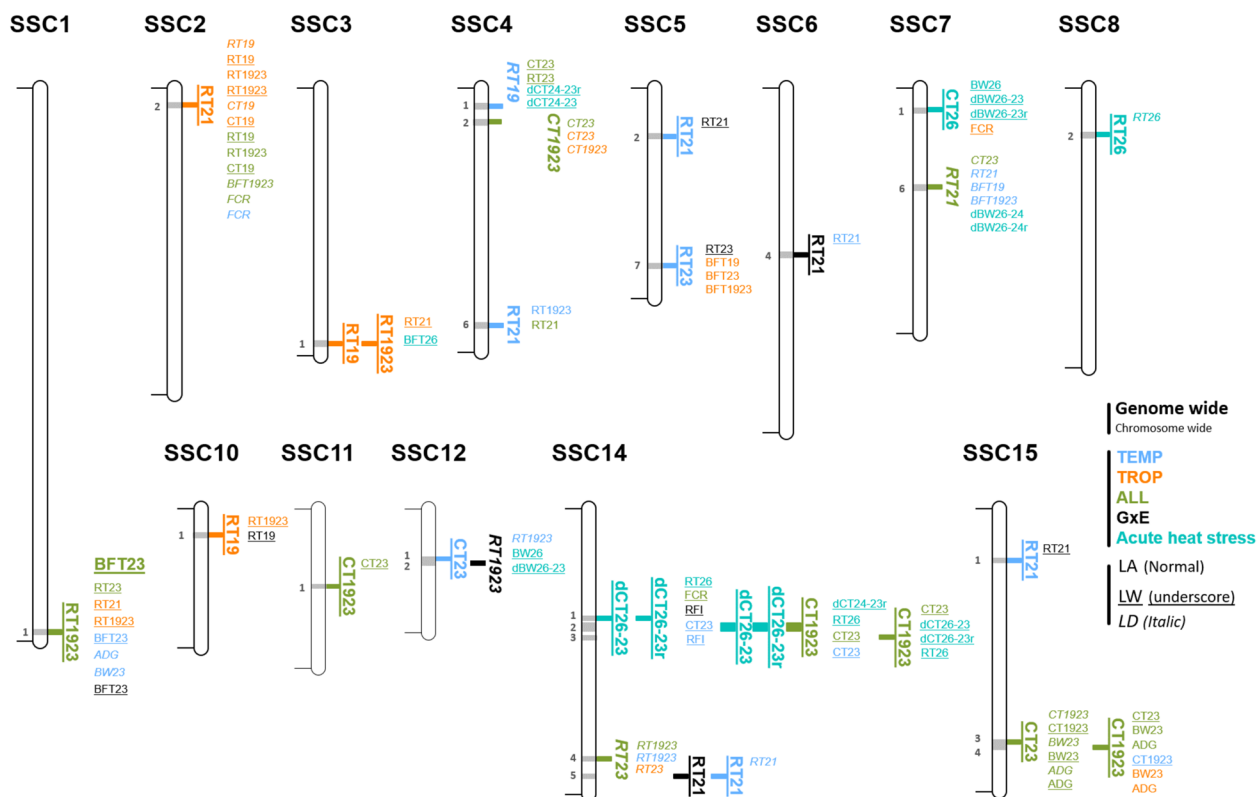 SSC1
SSC2
SSC3
SSC4
SSC5
SSC6
SSC7
SSC8
1
RT1923
BFT23
RT23
RT21
RT1923
BFT23
ADG
BW23
BFT23
2
RT21
RT19
RT19
RT1923
RT1923
CT19
CT19
RT19
RT1923
CT19
BFT1923
FCR
FCR
1
RT19
RT1923
RT21
BFT26
1
RT19
CT23
RT23
dCT24-23r
dCT24-23
2
CT1923
CT23
CT23
CT1923
6
RT21
RT1923
RT21
2
RT21
RT21
7
RT23
RT23
BFT19
BFT23
BFT1923
4
RT21
RT21
1
CT26
BW26
dBW26-23
dBW26-23r
FCR
6
RT21
CT23
RT21
BFT19
BFT1923
dBW26-24
dBW26-24r
2
RT26
RT26
SSC10
SSC11
SSC12
SSC14
SSC15
1
RT19
RT1923
RT19
1
CT1923
CT23
1
2
CT23
RT1923
RT1923
BW26
dBW26-23
1
2
3
dCT26-23
dCT26-23r
RT26
FCR
RFI
CT23
RFI
dCT26-23
dCT26-23r
CT1923
dCT24-23r
RT26
CT23
CT23
CT1923
CT23
dCT26-23
dCT26-23r
RT26
4
5
RT23
RT1923
RT1923
RT23
RT21
RT21
RT21
1
RT21
RT21
3
4
CT23
CT1923
CT1923
BW23
BW23
ADG
ADG
CT1923
CT23
BW23
ADG
CT1923
BW23
ADG
Genome wide
Chromosome wide
TEMP
TROP
ALL
GxE
Acute heat stress
LA (Normal)
LW (underscore)
LD (Italic)